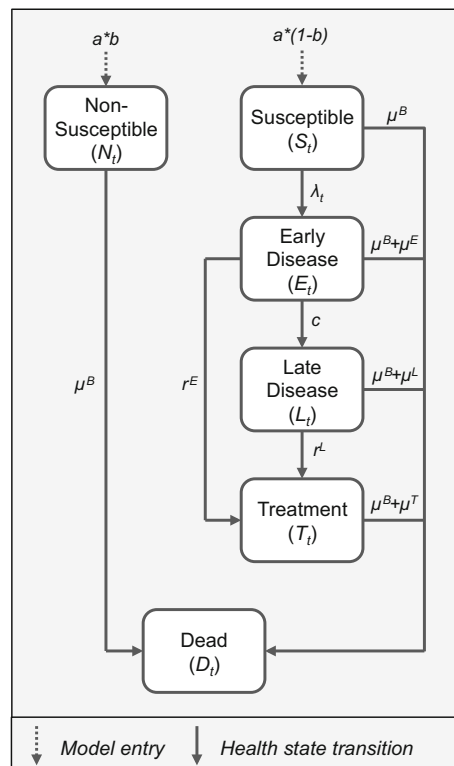 a*b
a*(1-b)
Non-
Susceptible
(Nₜ)
Susceptible
(Sₜ)
μᴮ
λₜ
Early
Disease
(Eₜ)
μᴮ+μᴱ
c
μᴮ
rᴱ
Late
Disease
(Lₜ)
μᴮ+μᴸ
rᴸ
Treatment
(Tₜ)
μᴮ+μᵀ
Dead
(Dₜ)
Model entry
Health state transition